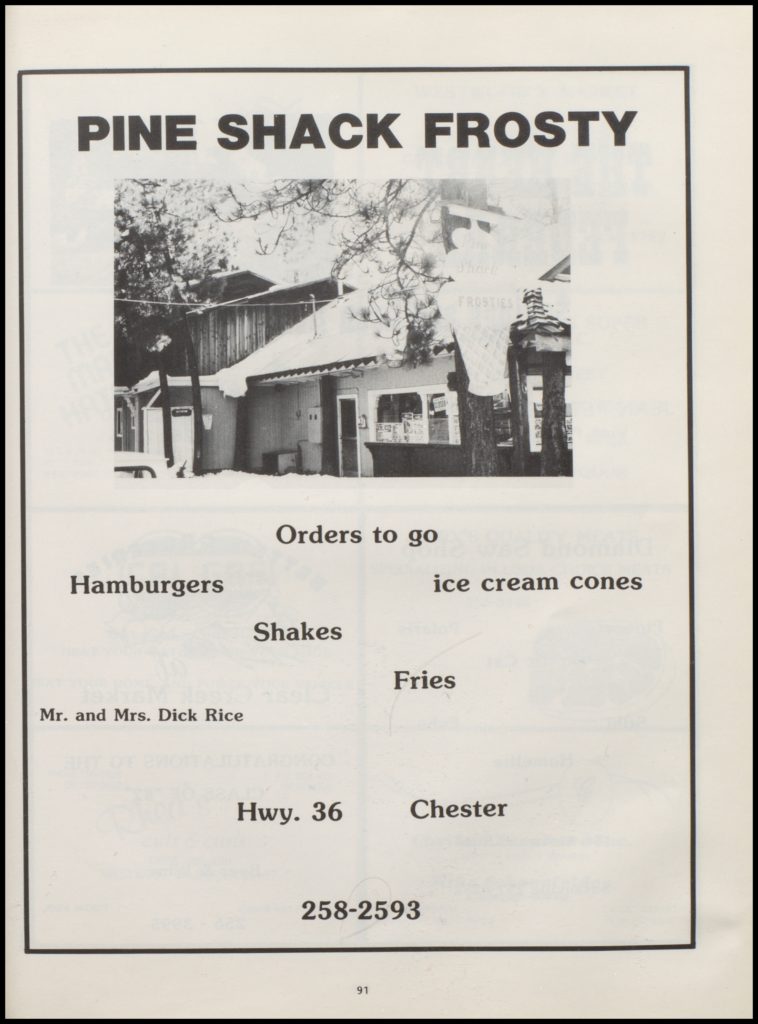 PINE SHACK FROSTY
FROSTIES
Orders to go
Hamburgers
ice cream cones
Shakes
Fries
Mr. and Mrs. Dick Rice
Hwy. 36
Chester
258-2593
91